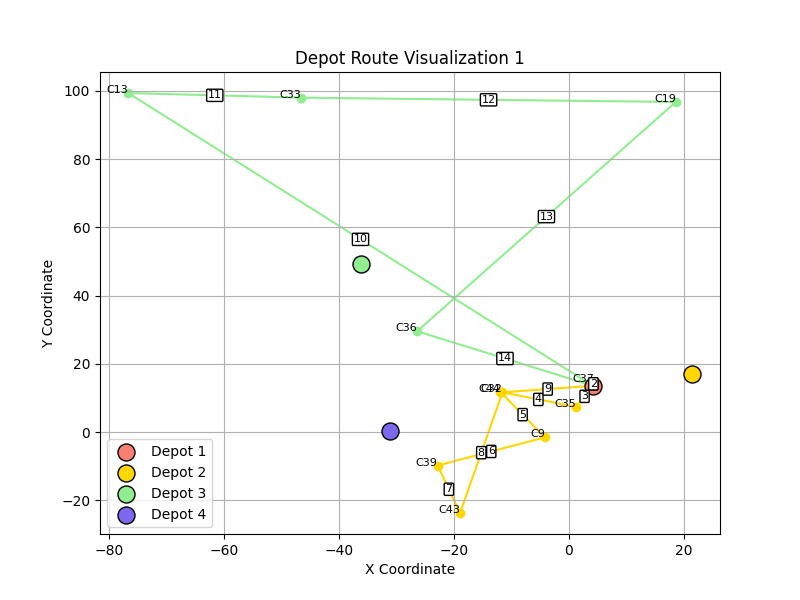 Depot Route Visualization 1
Y Coordinate
100
80
60
40
20
0
−20
C13
11
C33
12
C19
13
10
C36
14
C37
2
9
3
4
C35
5
C9
8
6
C39
7
C43
Depot 1
Depot 2
Depot 3
Depot 4
−80
−60
−40
−20
0
20
X Coordinate